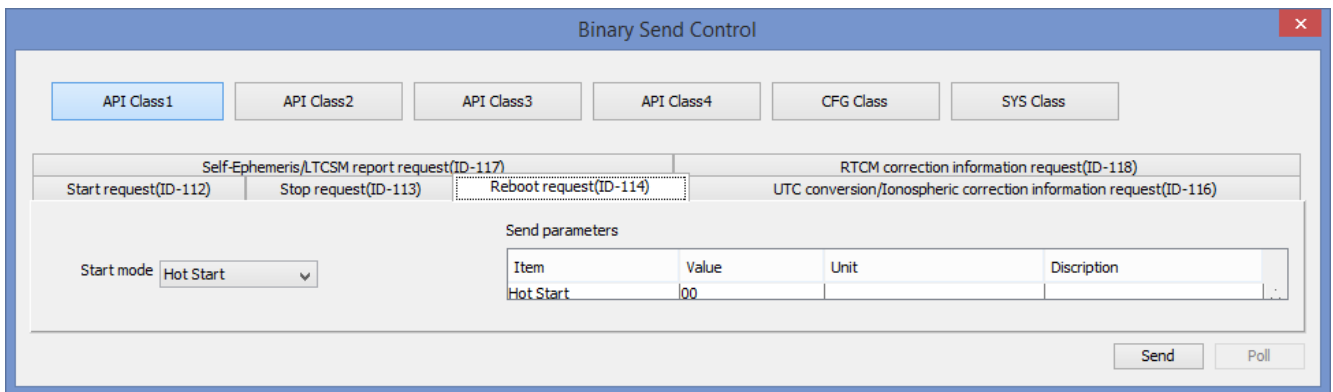 Binary Send Control
API Class1 API Class2 API Class3 API Class4 CFG Class SYS Class
Self-Ephemeris/LTCSM report request(ID-117) RTCM correction information request(ID-118)
Start request(ID-112) Stop request(ID-113) Reboot request(ID-114) UTC conversion/Ionospheric correction information request(ID-116)
Send parameters
Start mode Hot Start
Item Value Unit Discription
Hot Start 00
Send Poll